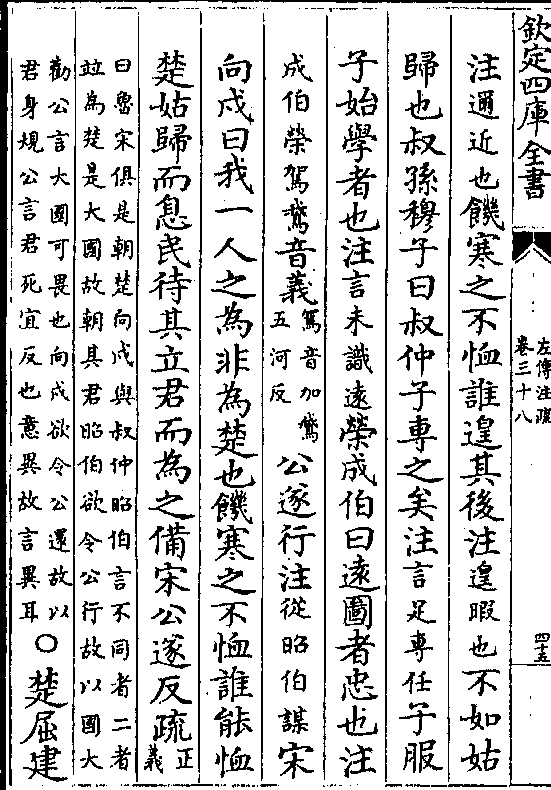 欽定四庫全書
左傳注疏
卷三十八
四十五
注邇近也饑寒之不恤誰遑其後注遑暇也不如姑
歸也叔孫穆子曰叔仲子專之矣注言足專任子服
子始學者也注言未識遠榮成伯曰遠圖者忠也注
成伯榮駕鵞音義駕音加鵞
五河反
公遂行注從昭伯謀宋
向戌曰我一人之為非為楚也饑寒之不恤誰能恤
楚姑歸而息民待其立君而為之備宋公遂反疏正
義
曰魯宋俱是朝楚向戌與叔仲昭伯言不同者二者
竝為楚是大國故朝其君昭伯欲令公行故以國大
勸公言大國可畏也向戌欲令公還故以
君身規公言君死宜反也意異故言異耳
○楚屈建